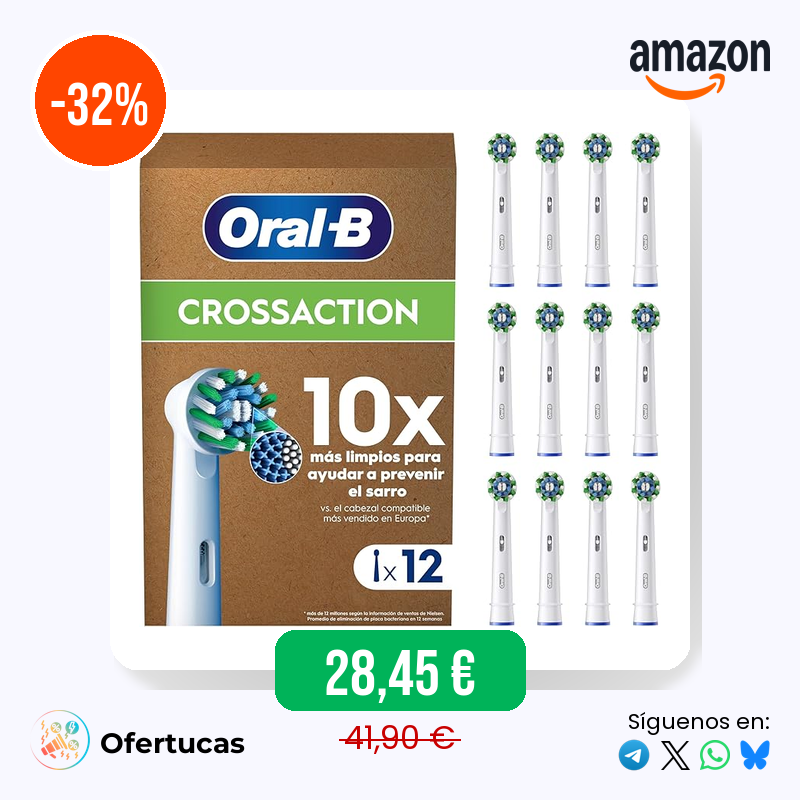 -32%
amazon
Oral-B
CROSSACTION
10x
más limpios para
ayudar a prevenir
el sarro
vs. el cabezal compatible
más vendido en Europa*
x 12
* más de 12 millones según la información de ventas de Nielsen.
Promedio de eliminación de placa bacteriana en 12 semanas
28,45 €
41,90 €
Ofertucas
Síguenos en: